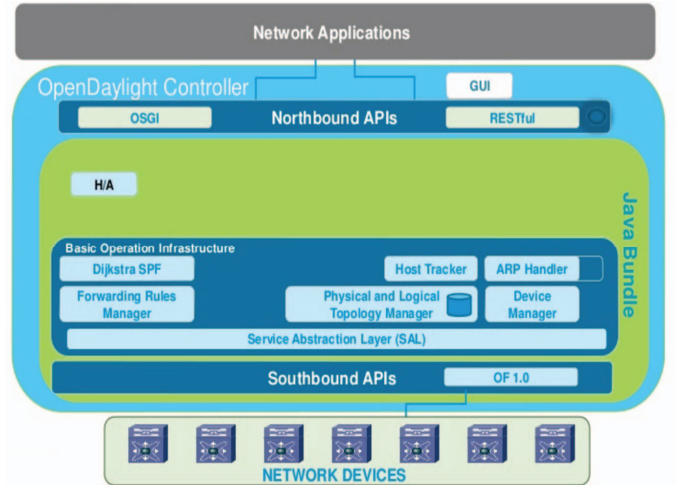 Network Applications
OpenDaylight Controller
GUI
OSGI
Northbound APIs
RESTful
H/A
Java Bundle
Basic Operation Infrastructure
Dijkstra SPF
Host Tracker
ARP Handler
Forwarding Rules
Manager
Physical and Logical
Topology Manager
Device
Manager
Service Abstraction Layer (SAL)
Southbound APIs
OF 1.0
NETWORK DEVICES